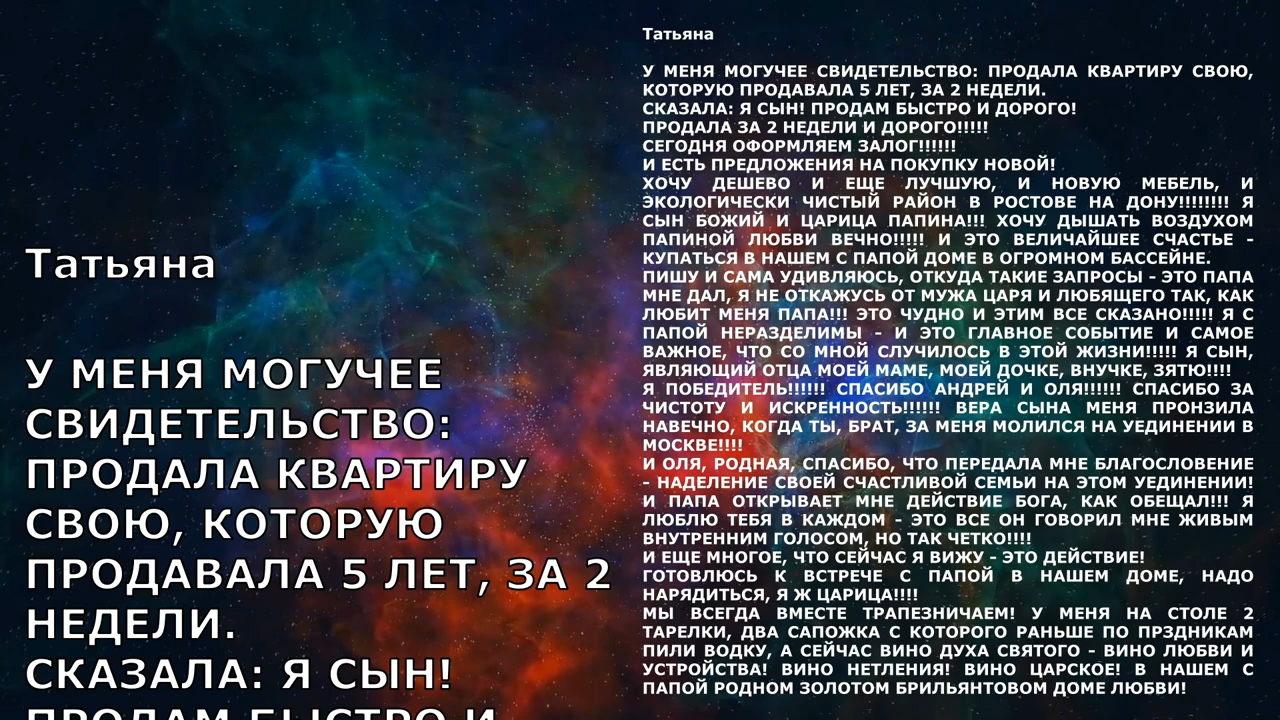 Татьяна
У МЕНЯ МОГУЧЕЕ
СВИДЕТЕЛЬСТВО:
ПРОДАЛА КВАРТИРУ
СВОЮ, КОТОРУЮ
ПРОДАВАЛА 5 ЛЕТ, ЗА 2
НЕДЕЛИ.
СКАЗАЛА: Я СЫН!
ПРОДАМ БЫСТРО И
Татьяна
У МЕНЯ МОГУЧЕЕ СВИДЕТЕЛЬСТВО: ПРОДАЛА КВАРТИРУ СВОЮ,
КОТОРУЮ ПРОДАВАЛА 5 ЛЕТ, ЗА 2 НЕДЕЛИ.
СКАЗАЛА: Я СЫН! ПРОДАМ БЫСТРО И ДОРОГО!
ПРОДАЛА ЗА 2 НЕДЕЛИ И ДОРОГО!!!!!
СЕГОДНЯ ОФОРМЛЯЕМ ЗАЛОГ!!!!!!
И ЕСТЬ ПРЕДЛОЖЕНИЯ НА ПОКУПКУ НОВОЙ!
ХОЧУ ДЕШЕВО И ЕЩЕ ЛУЧШУЮ, И НОВУЮ МЕБЕЛЬ, И
ЭКОЛОГИЧЕСКИ ЧИСТЫЙ РАЙОН В РОСТОВЕ НА ДОНУ!!!!!!!! Я
СЫН БОЖИЙ И ЦАРИЦА ПАПИНА!!! ХОЧУ ДЫШАТЬ ВОЗДУХОМ
ПАПИНОЙ ЛЮБВИ ВЕЧНО!!!!! И ЭТО ВЕЛИЧАЙШЕЕ СЧАСТЬЕ -
КУПАТЬСЯ В НАШЕМ С ПАПОЙ ДОМЕ В ОГРОМНОМ БАССЕЙНЕ.
ПИШУ И САМА УДИВЛЯЮСЬ, ОТКУДА ТАКИЕ ЗАПРОСЫ - ЭТО ПАПА
МНЕ ДАЛ, Я НЕ ОТКАЖУСЬ ОТ МУЖА ЦАРЯ И ЛЮБЯЩЕГО ТАК, КАК
ЛЮБИТ МЕНЯ ПАПА!!! ЭТО ЧУДНО И ЭТИМ ВСЕ СКАЗАНО!!!!! Я С
ПАПОЙ НЕРАЗДЕЛИМЫ - И ЭТО ГЛАВНОЕ СОБЫТИЕ И САМОЕ
ВАЖНОЕ, ЧТО СО МНОЙ СЛУЧИЛОСЬ В ЭТОЙ ЖИЗНИ!!!!! Я СЫН,
ЯВЛЯЮЩИЙ ОТЦА МОЕЙ МАМЕ, МОЕЙ ДОЧКЕ, ВНУЧКЕ, ЗЯТЮ!!!!
Я ПОБЕДИТЕЛЬ!!!!!! СПАСИБО АНДРЕЙ И ОЛЯ!!!!!! СПАСИБО ЗА
ЧИСТОТУ И ИСКРЕННОСТЬ!!!!!! ВЕРА СЫНА МЕНЯ ПРОНЗИЛА
НАВЕЧНО, КОГДА ТЫ, БРАТ, ЗА МЕНЯ МОЛИЛСЯ НА УЕДИНЕНИИ В
МОСКВЕ!!!!
И ОЛЯ, РОДНАЯ, СПАСИБО, ЧТО ПЕРЕДАЛА МНЕ БЛАГОСЛОВЕНИЕ
– НАДЕЛЕНИЕ СВОЕЙ СЧАСТЛИВОЙ СЕМЬИ НА ЭТОМ УЕДИНЕНИИ!
И ПАПА ОТКРЫВАЕТ МНЕ ДЕЙСТВИЕ БОГА, КАК ОБЕЩАЛ!!! Я
ЛЮБЛЮ ТЕБЯ В КАЖДОМ - ЭТО ВСЕ ОН ГОВОРИЛ МНЕ ЖИВЫМ
ВНУТРЕННИМ ГОЛОСОМ, НО ТАК ЧЕТКО!!!!
И ЕЩЕ МНОГОЕ, ЧТО СЕЙЧАС Я ВИЖУ – ЭТО ДЕЙСТВИЕ!
ГОТОВЛЮСЬ К ВСТРЕЧЕ С ПАПОЙ В НАШЕМ ДОМЕ, НАДО
НАРЯДИТЬСЯ, Я Ж ЦАРИЦА!!!!
МЫ ВСЕГДА ВМЕСТЕ ТРАПЕЗНИЧАЕМ! У МЕНЯ НА СТОЛЕ 2
ТАРЕЛКИ, ДВА САПОЖКА С КОТОРОГО РАНЬШЕ ПО ПРЗДНИКАМ
ПИЛИ ВОДКУ, А СЕЙЧАС ВИНО ДУХА СВЯТОГО – ВИНО ЛЮБВИ И
УСТРОЙСТВА! ВИНО НЕТЛЕНИЯ! ВИНО ЦАРСКОЕ! В НАШЕМ С
ПАПОЙ РОДНОМ ЗОЛОТОМ БРИЛЬЯНТОВОМ ДОМЕ ЛЮБВИ!